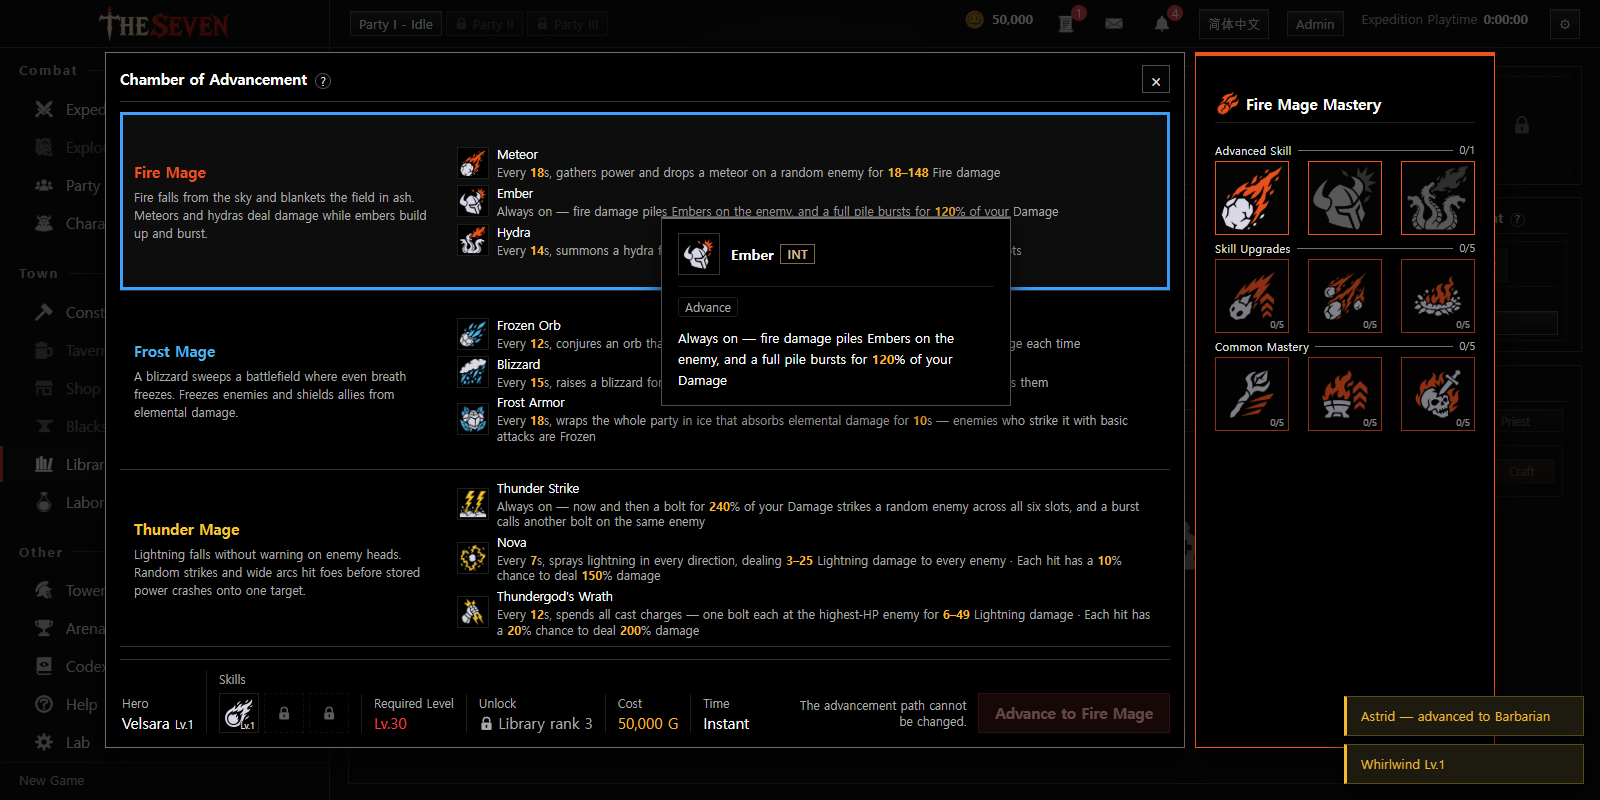 THE SEVEN
Party I - Idle
Party II
Party III
50,000
1
4
简体中文
Admin
Expedition Playtime 0:00:00
Combat
Exped
Explo
Party
Chara
Town
Const
Tavern
Shop
Blacks
Librar
Labor
Other
Tower
Arena
Codex
Help
Lab
New Game
Chamber of Advancement ?
×
Fire Mage
Fire falls from the sky and blankets the field in ash.
Meteors and hydras deal damage while embers build
up and burst.
Meteor
Every 18s, gathers power and drops a meteor on a random enemy for 18–148 Fire damage
Ember
Always on — fire damage piles Embers on the enemy, and a full pile bursts for 120% of your Damage
Hydra
Every 14s, summons a hydra f
ts
Ember INT
Advance
Always on — fire damage piles Embers on the
enemy, and a full pile bursts for 120% of your
Damage
Frost Mage
A blizzard sweeps a battlefield where even breath
freezes. Freezes enemies and shields allies from
elemental damage.
Frozen Orb
Every 12s, conjures an orb tha
ge each time
Blizzard
Every 15s, raises a blizzard for
s them
Frost Armor
Every 18s, wraps the whole party in ice that absorbs elemental damage for 10s — enemies who strike it with basic
attacks are Frozen
Thunder Mage
Lightning falls without warning on enemy heads.
Random strikes and wide arcs hit foes before stored
power crashes onto one target.
Thunder Strike
Always on — now and then a bolt for 240% of your Damage strikes a random enemy across all six slots, and a burst
calls another bolt on the same enemy
Nova
Every 7s, sprays lightning in every direction, dealing 3–25 Lightning damage to every enemy · Each hit has a 10%
chance to deal 150% damage
Thundergod's Wrath
Every 12s, spends all cast charges — one bolt each at the highest-HP enemy for 6–49 Lightning damage · Each hit has
a 20% chance to deal 200% damage
Hero
Velsara Lv.1
Skills
Lv.1
Required Level
Lv.30
Unlock
Library rank 3
Cost
50,000 G
Time
Instant
The advancement path cannot
be changed.
Advance to Fire Mage
Fire Mage Mastery
Advanced Skill 0/1
Skill Upgrades 0/5
0/5
0/5
0/5
Common Mastery 0/5
0/5
0/5
0/5
t ?
Priest
Craft
Astrid — advanced to Barbarian
Whirlwind Lv.1